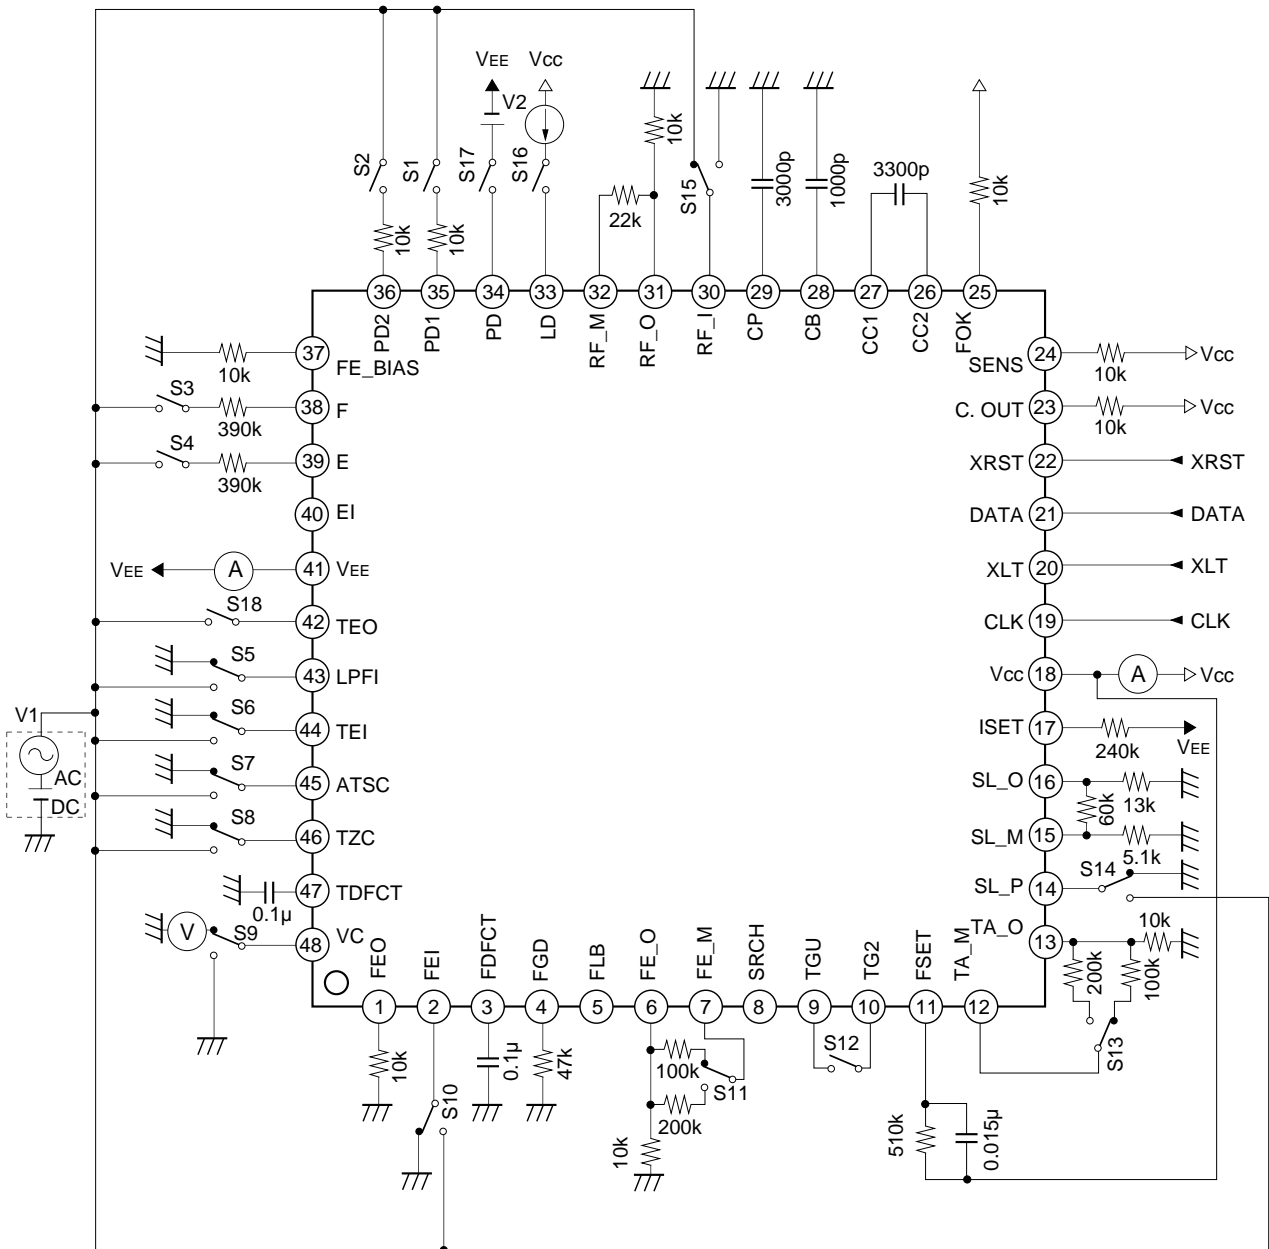 VEE
Vcc
V2
S2
S1
S17
S16
10k
22k
S15
3000p
1000p
3300p
10k
10k
10k
36
35
34
33
32
31
30
29
28
27
26
25
PD2
PD1
PD
LD
RF_M
RF_O
RF_I
CP
CB
CC1
CC2
FOK
10k
37
FE_BIAS
S3
390k
38
F
S4
390k
39
E
40
EI
VEE
A
41
VEE
S18
42
TEO
S5
43
LPFI
S6
44
TEI
S7
45
ATSC
S8
46
TZC
0.1µ
47
TDFCT
V
S9
48
VC
V1
AC
DC
SENS
24
10k
Vcc
C. OUT
23
10k
Vcc
XRST
22
XRST
DATA
21
DATA
XLT
20
XLT
CLK
19
CLK
Vcc
18
A
Vcc
ISET
17
240k
VEE
SL_O
16
13k
60k
SL_M
15
5.1k
SL_P
14
S14
TA_O
13
10k
200k
100k
S13
FEO
FEI
FDFCT
FGD
FLB
FE_O
FE_M
SRCH
TGU
TG2
FSET
TA_M
1
2
3
4
5
6
7
8
9
10
11
12
10k
S10
0.1µ
47k
100k
S11
200k
10k
S12
510k
0.015µ